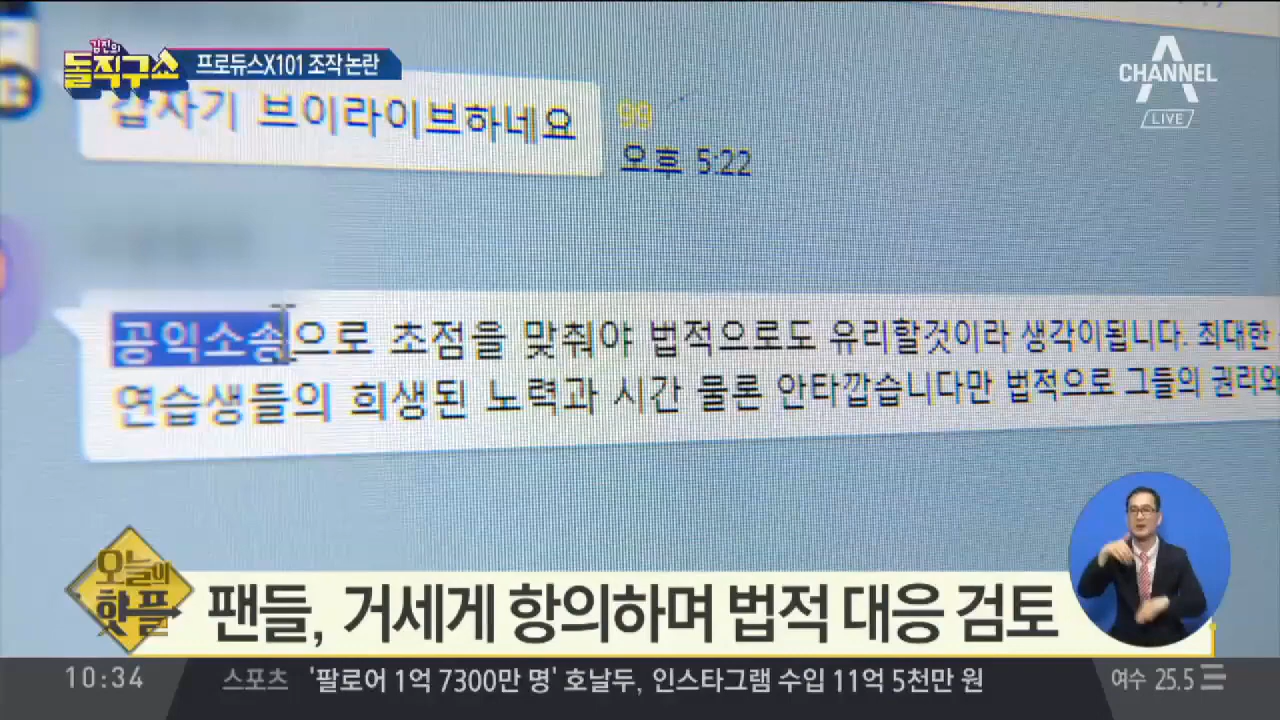 김진의
돌직구쇼
프로듀스X101 조작 논란
CHANNEL A
LIVE
갑자기 브이라이브하네요
99
오후 5:22
공익소송으로 초점을 맞춰야 법적으로도 유리할것이라 생각이됩니다. 최대한
연습생들의 희생된 노력과 시간 물론 안타깝습니다만 법적으로 그들의 권리와
오늘의
핫플
팬들, 거세게 항의하며 법적 대응 검토
10:34
스포츠 '팔로어 1억 7300만 명' 호날두, 인스타그램 수입 11억 5천만 원
여수 25.5